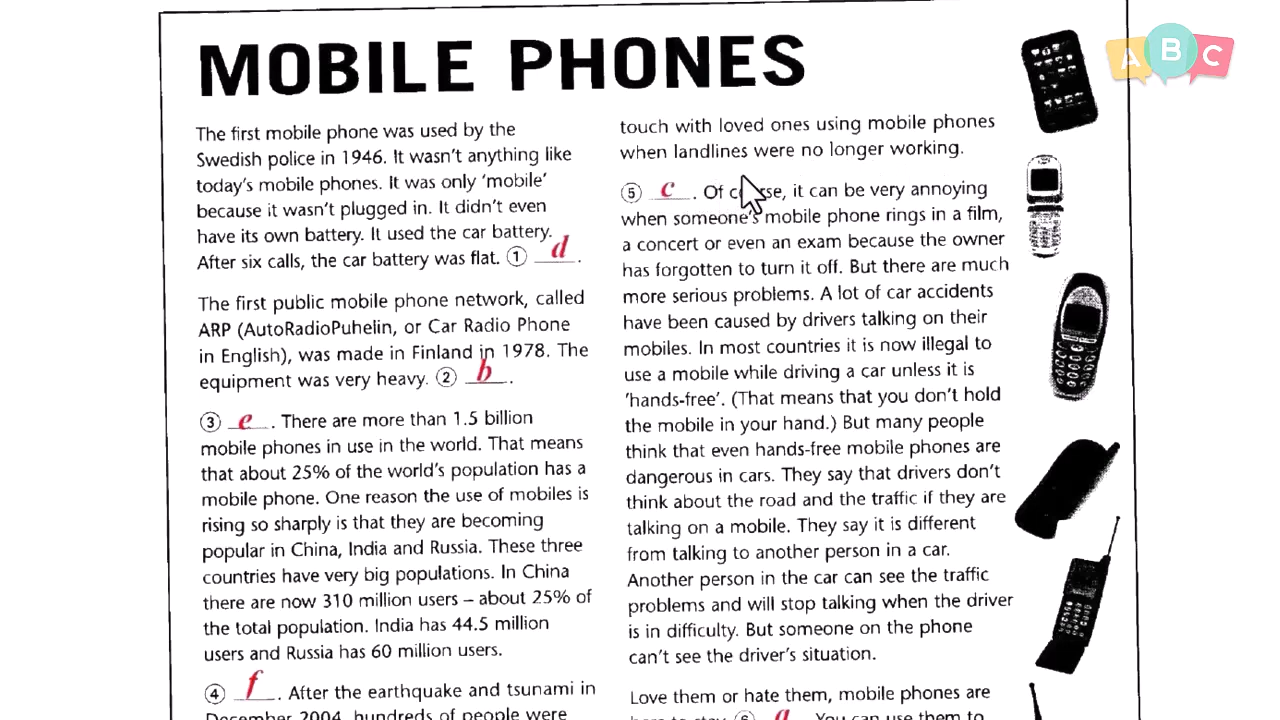 MOBILE PHONES
The first mobile phone was used by the
Swedish police in 1946. It wasn't anything like
today's mobile phones. It was only 'mobile'
because it wasn't plugged in. It didn't even
have its own battery. It used the car battery.
After six calls, the car battery was flat. ① d .
The first public mobile phone network, called
ARP (AutoRadioPuhelin, or Car Radio Phone
in English), was made in Finland in 1978. The
equipment was very heavy. ② b .
③ e . There are more than 1.5 billion
mobile phones in use in the world. That means
that about 25% of the world's population has a
mobile phone. One reason the use of mobiles is
rising so sharply is that they are becoming
popular in China, India and Russia. These three
countries have very big populations. In China
there are now 310 million users – about 25% of
the total population. India has 44.5 million
users and Russia has 60 million users.
④ f . After the earthquake and tsunami in
December 2004, hundreds of people were
touch with loved ones using mobile phones
when landlines were no longer working.
⑤ c . Of course, it can be very annoying
when someone's mobile phone rings in a film,
a concert or even an exam because the owner
has forgotten to turn it off. But there are much
more serious problems. A lot of car accidents
have been caused by drivers talking on their
mobiles. In most countries it is now illegal to
use a mobile while driving a car unless it is
'hands-free'. (That means that you don't hold
the mobile in your hand.) But many people
think that even hands-free mobile phones are
dangerous in cars. They say that drivers don't
think about the road and the traffic if they are
talking on a mobile. They say it is different
from talking to another person in a car.
Another person in the car can see the traffic
problems and will stop talking when the driver
is in difficulty. But someone on the phone
can't see the driver's situation.
Love them or hate them, mobile phones are
here to stay. ⑥ a . You can use them to
ABC